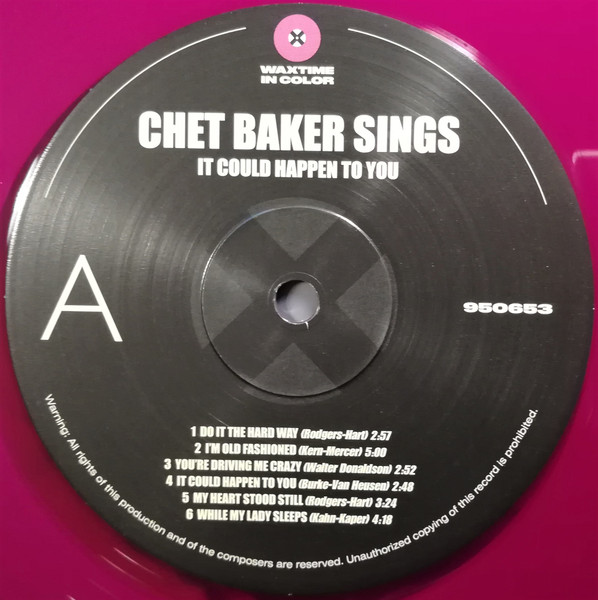 WAXTIME
IN COLOR
CHET BAKER SINGS
IT COULD HAPPEN TO YOU
A
950653
1 DO IT THE HARD WAY (Rodgers-Hart) 2:57
2 I'M OLD FASHIONED (Kern-Mercer) 5:00
3 YOU'RE DRIVING ME CRAZY (Walter Donaldson) 2:52
4 IT COULD HAPPEN TO YOU (Burke-Van Heusen) 2:48
5 MY HEART STOOD STILL (Rodgers-Hart) 3:24
6 WHILE MY LADY SLEEPS (Kahn-Kaper) 4:18
Warning: All rights of this production and of the composers are reserved. Unauthorized copying of this record is prohibited.